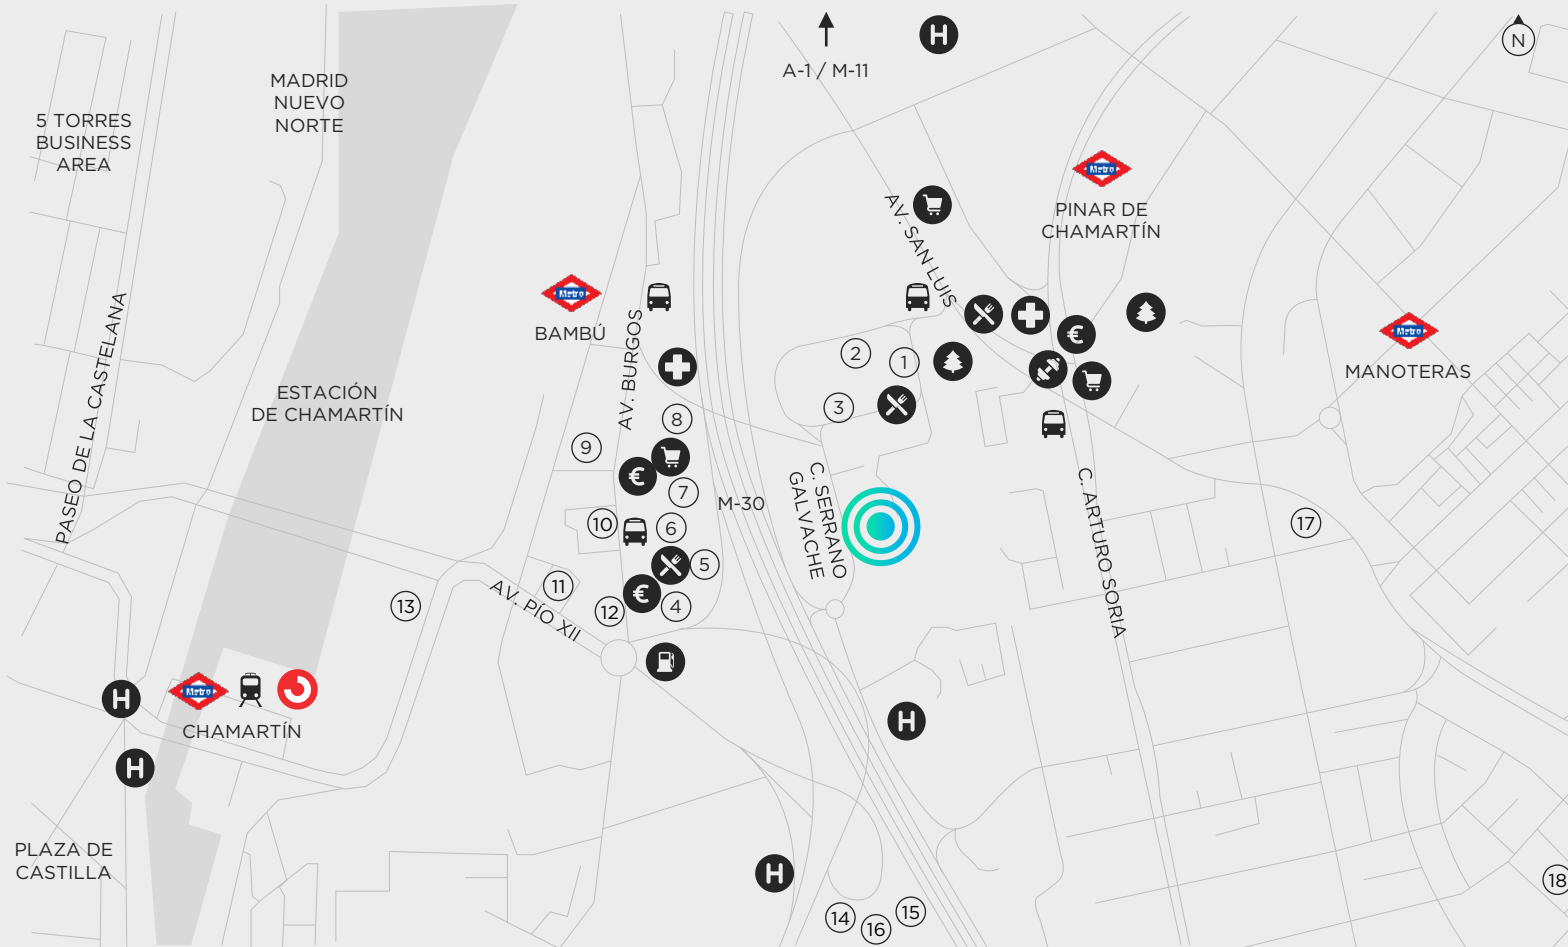 A-1 / M-11
H
N
MADRID
NUEVO
NORTE
5 TORRES
BUSINESS
AREA
Metro
PINAR DE
CHAMARTÍN
AV. SAN LUIS
Metro
BAMBÚ
AV. BURGOS
PASEO DE LA CASTELANA
ESTACIÓN
DE CHAMARTÍN
€
Metro
MANOTERAS
2
1
3
8
9
€
7
M-30
C. SERRANO
GALVACHE
C. ARTURO SORIA
10
6
17
5
11
€
4
12
13
AV. PÍO XII
H
Metro
CHAMARTÍN
H
H
PLAZA DE
CASTILLA
H
18
14
15
16